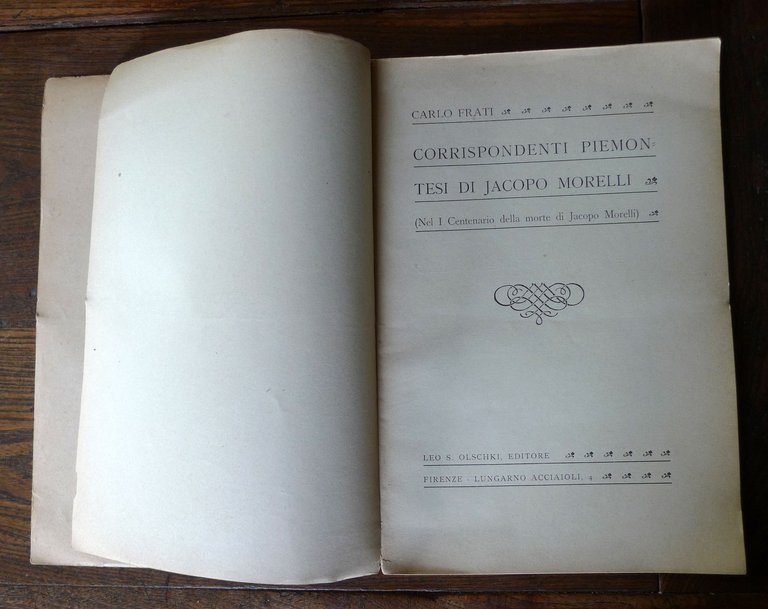 CARLO FRATI
CORRISPONDENTI PIEMON=
TESI DI JACOPO MORELLI
(Nel I Centenario della morte di Jacopo Morelli)
LEO S. OLSCHKI, EDITORE
FIRENZE - LUNGARNO ACCIAIOLI, 4